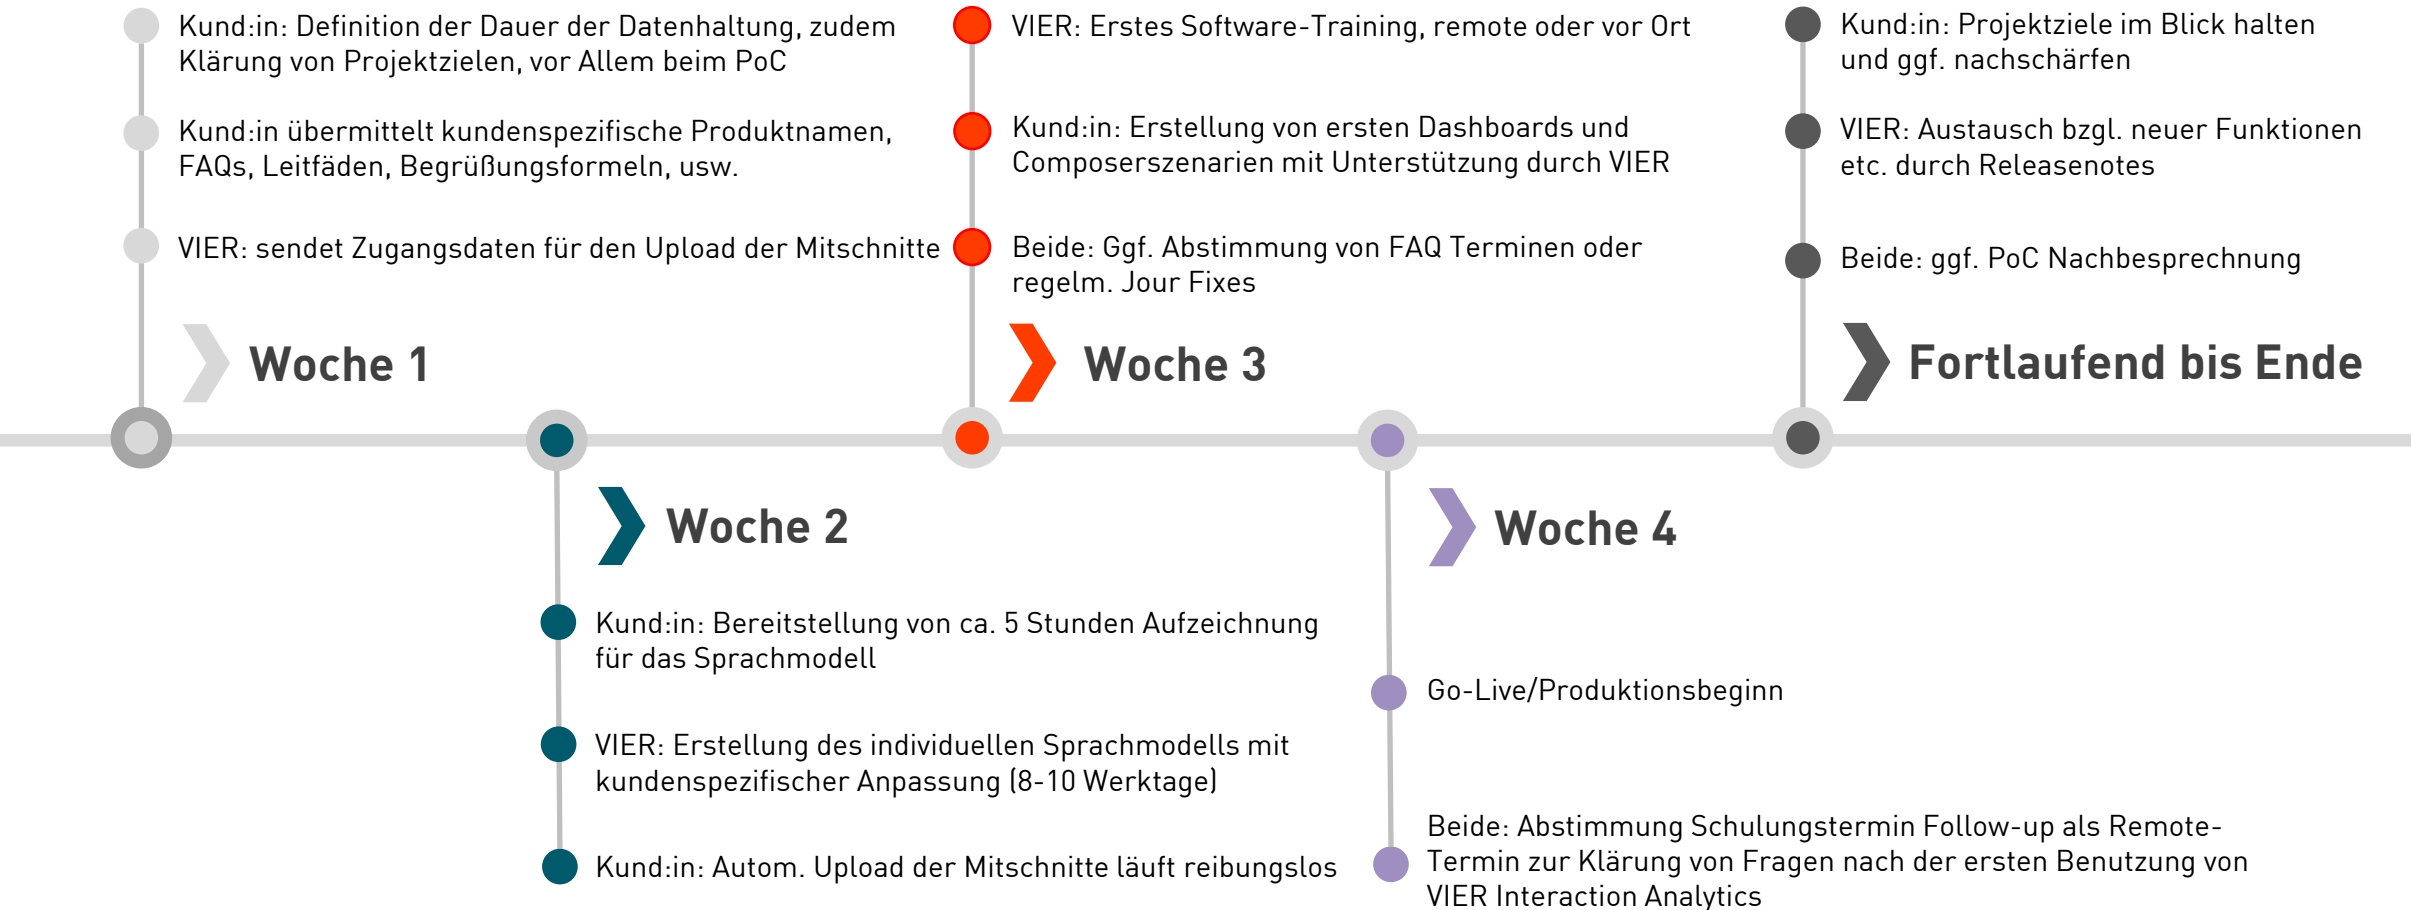 Kund:in: Definition der Dauer der Datenhaltung, zudem
Klärung von Projektzielen, vor Allem beim PoC
Kund:in übermittelt kundenspezifische Produktnamen,
FAQs, Leitfäden, Begrüßungsformeln, usw.
VIER: sendet Zugangsdaten für den Upload der Mitschnitte
Woche 1
Kund:in: Bereitstellung von ca. 5 Stunden Aufzeichnung
für das Sprachmodell
VIER: Erstellung des individuellen Sprachmodells mit
kundenspezifischer Anpassung (8-10 Werktage)
Kund:in: Autom. Upload der Mitschnitte läuft reibungslos
Woche 2
VIER: Erstes Software-Training, remote oder vor Ort
Kund:in: Erstellung von ersten Dashboards und
Composerszenarien mit Unterstützung durch VIER
Beide: Ggf. Abstimmung von FAQ Terminen oder
regelm. Jour Fixes
Woche 3
Woche 4
Go-Live/Produktionsbeginn
Beide: Abstimmung Schulungstermin Follow-up als Remote-
Termin zur Klärung von Fragen nach der ersten Benutzung von
VIER Interaction Analytics
Kund:in: Projektziele im Blick halten
und ggf. nachschärfen
VIER: Austausch bzgl. neuer Funktionen
etc. durch Releasenotes
Beide: ggf. PoC Nachbesprechnung
Fortlaufend bis Ende